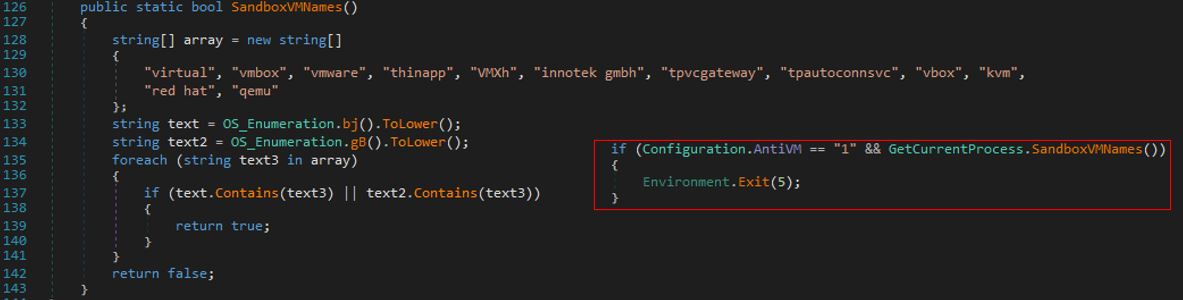 126 public static bool SandboxVMNames()
127 {
128 string[] array = new string[]
129 {
130 "virtual", "vmbox", "vmware", "thinapp", "VMXh", "innotek gmbh", "tpvcgateway", "tpautoconnsvc", "vbox", "kvm",
131 "red hat", "qemu"
132 };
133 string text = OS_Enumeration.bj().ToLower();
134 string text2 = OS_Enumeration.gB().ToLower();
135 foreach (string text3 in array)
136 {
137 if (text.Contains(text3) || text2.Contains(text3))
138 {
139 return true;
140 }
141 }
142 return false;
143 }
if (Configuration.AntiVM == "1" && GetCurrentProcess.SandboxVMNames())
{
Environment.Exit(5);
}